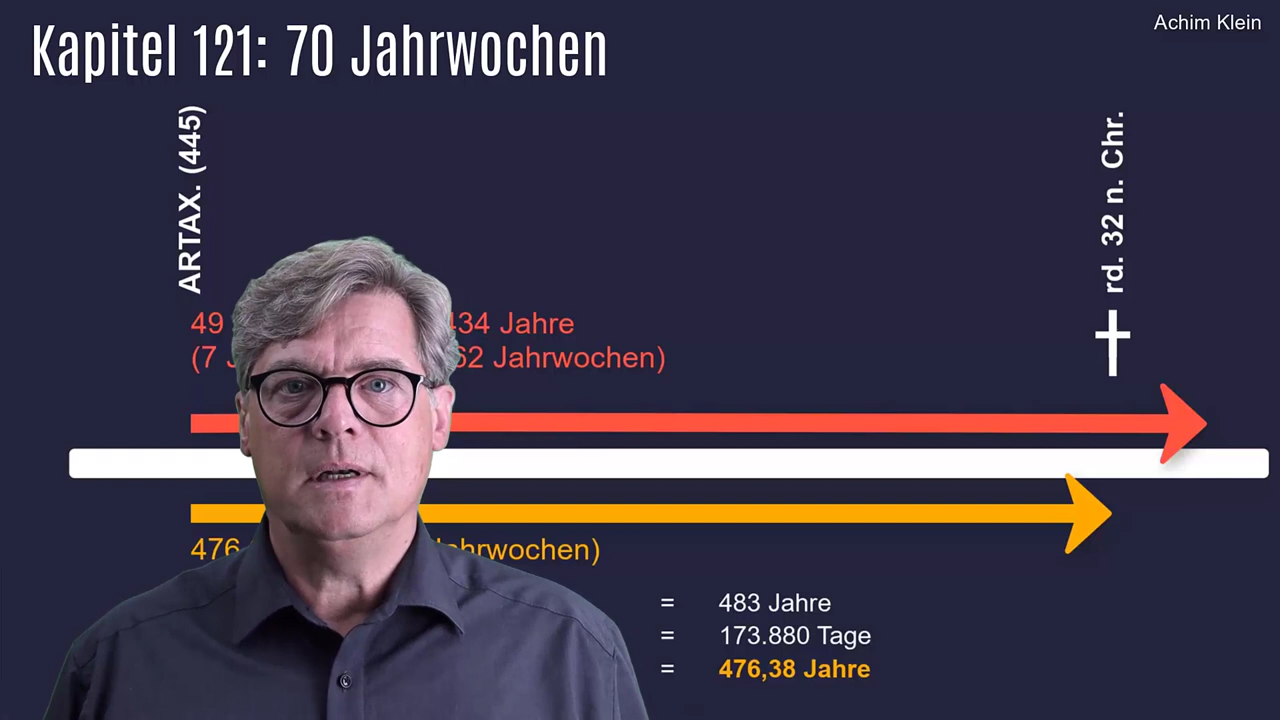 Kapitel 121: 70 Jahrwochen
Achim Klein
ARTAX. (445)
rd. 32 n. Chr.
49 434 Jahre
(7 62 Jahrwochen)
476
= 483 Jahre
= 173.880 Tage
= 476,38 Jahre